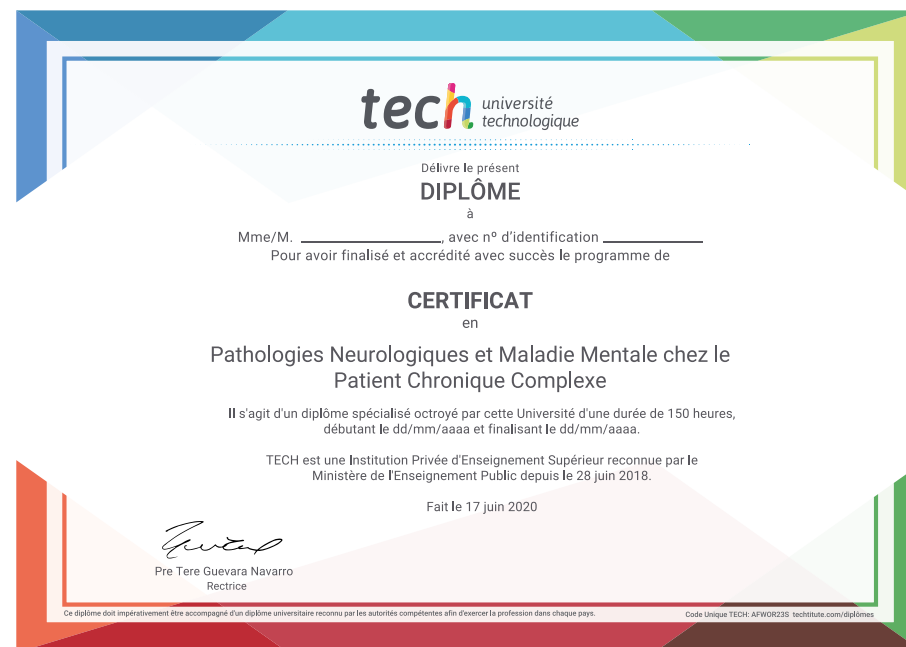 tech université
technologique
Délivre le présent
DIPLÔME
à
Mme/M. ____________________, avec nº d'identification ______________
Pour avoir finalisé et accrédité avec succès le programme de
CERTIFICAT
en
Pathologies Neurologiques et Maladie Mentale chez le
Patient Chronique Complexe
Il s'agit d'un diplôme spécialisé octroyé par cette Université d'une durée de 150 heures,
débutant le dd/mm/aaaa et finalisant le dd/mm/aaaa.
TECH est une Institution Privée d'Enseignement Supérieur reconnue par le
Ministère de l'Enseignement Public depuis le 28 juin 2018.
Fait le 17 juin 2020
Pre Tere Guevara Navarro
Rectrice
Ce diplôme doit impérativement être accompagné d'un diplôme universitaire reconnu par les autorités compétentes afin d'exercer la profession dans chaque pays.
Code Unique TECH: AFWOR23S techtitute.com/diplômes